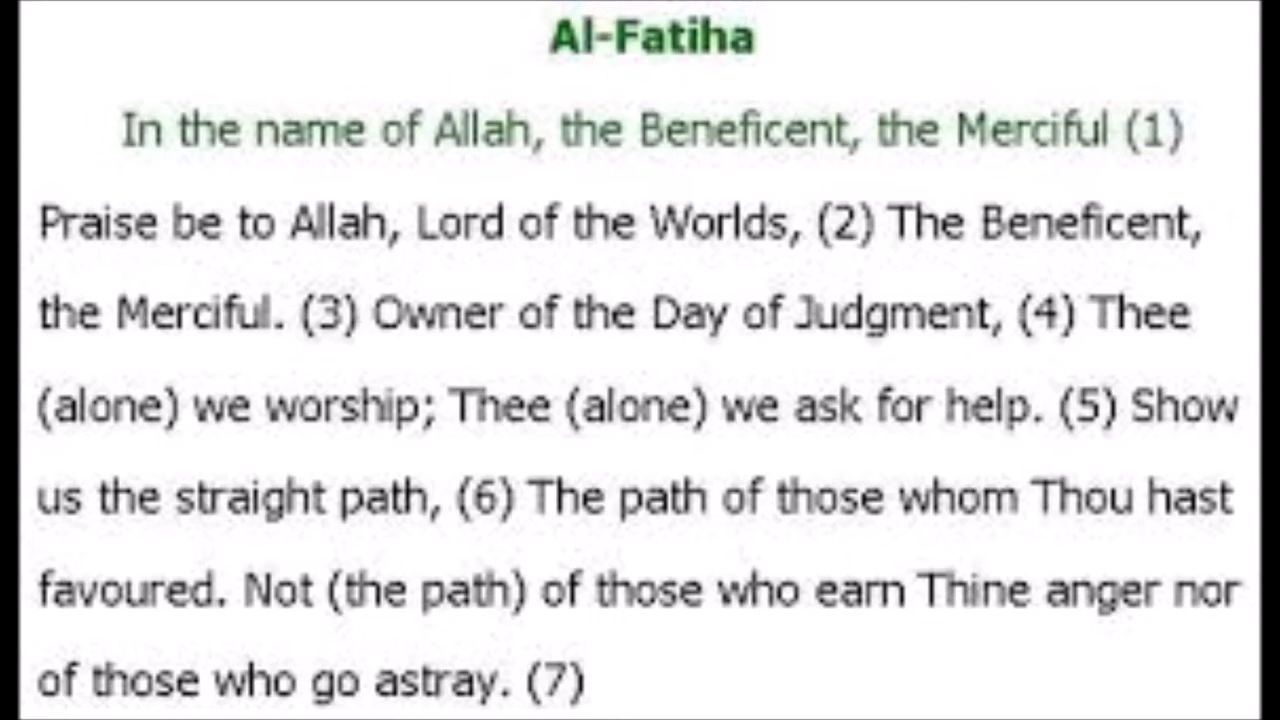 Al-Fatiha
In the name of Allah, the Beneficent, the Merciful (1)
Praise be to Allah, Lord of the Worlds, (2) The Beneficent,
the Merciful. (3) Owner of the Day of Judgment, (4) Thee
(alone) we worship; Thee (alone) we ask for help. (5) Show
us the straight path, (6) The path of those whom Thou hast
favoured. Not (the path) of those who earn Thine anger nor
of those who go astray. (7)